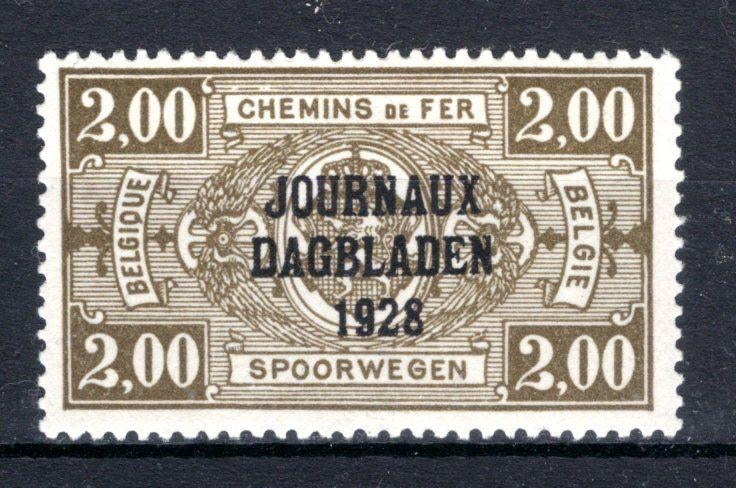 2,00 CHEMINS DE FER 2,00
BELGIQUE
BELGIE
JOURNAUX
DAGBLADEN
1928
2,00 SPOORWEGEN 2,00